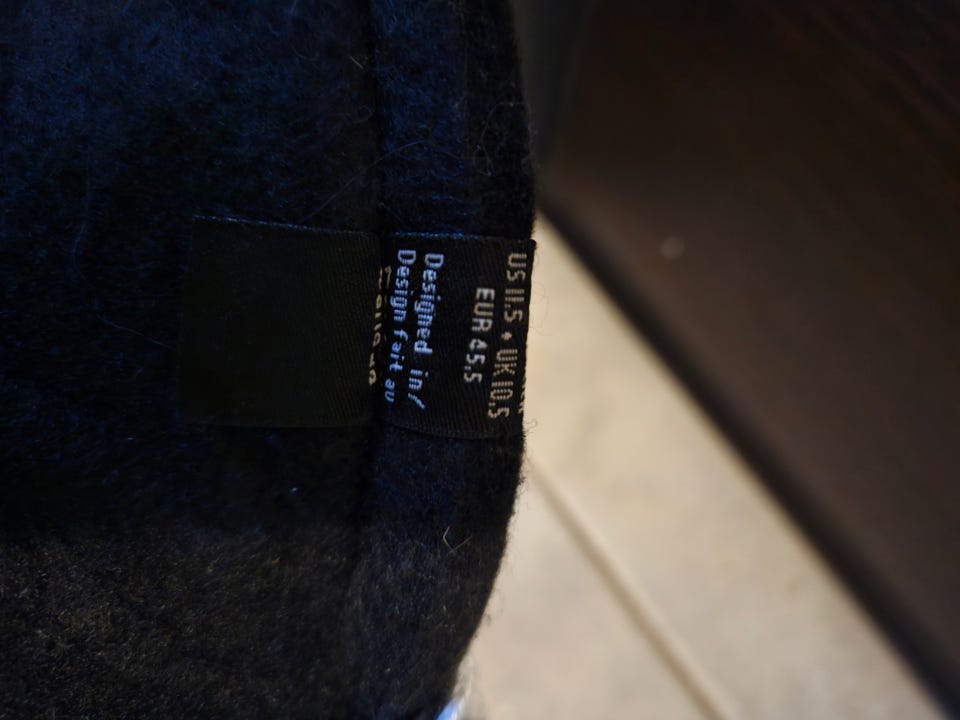 US 11,5 • UK 10,5
EUR 45,5
Designed in/
Design fait au